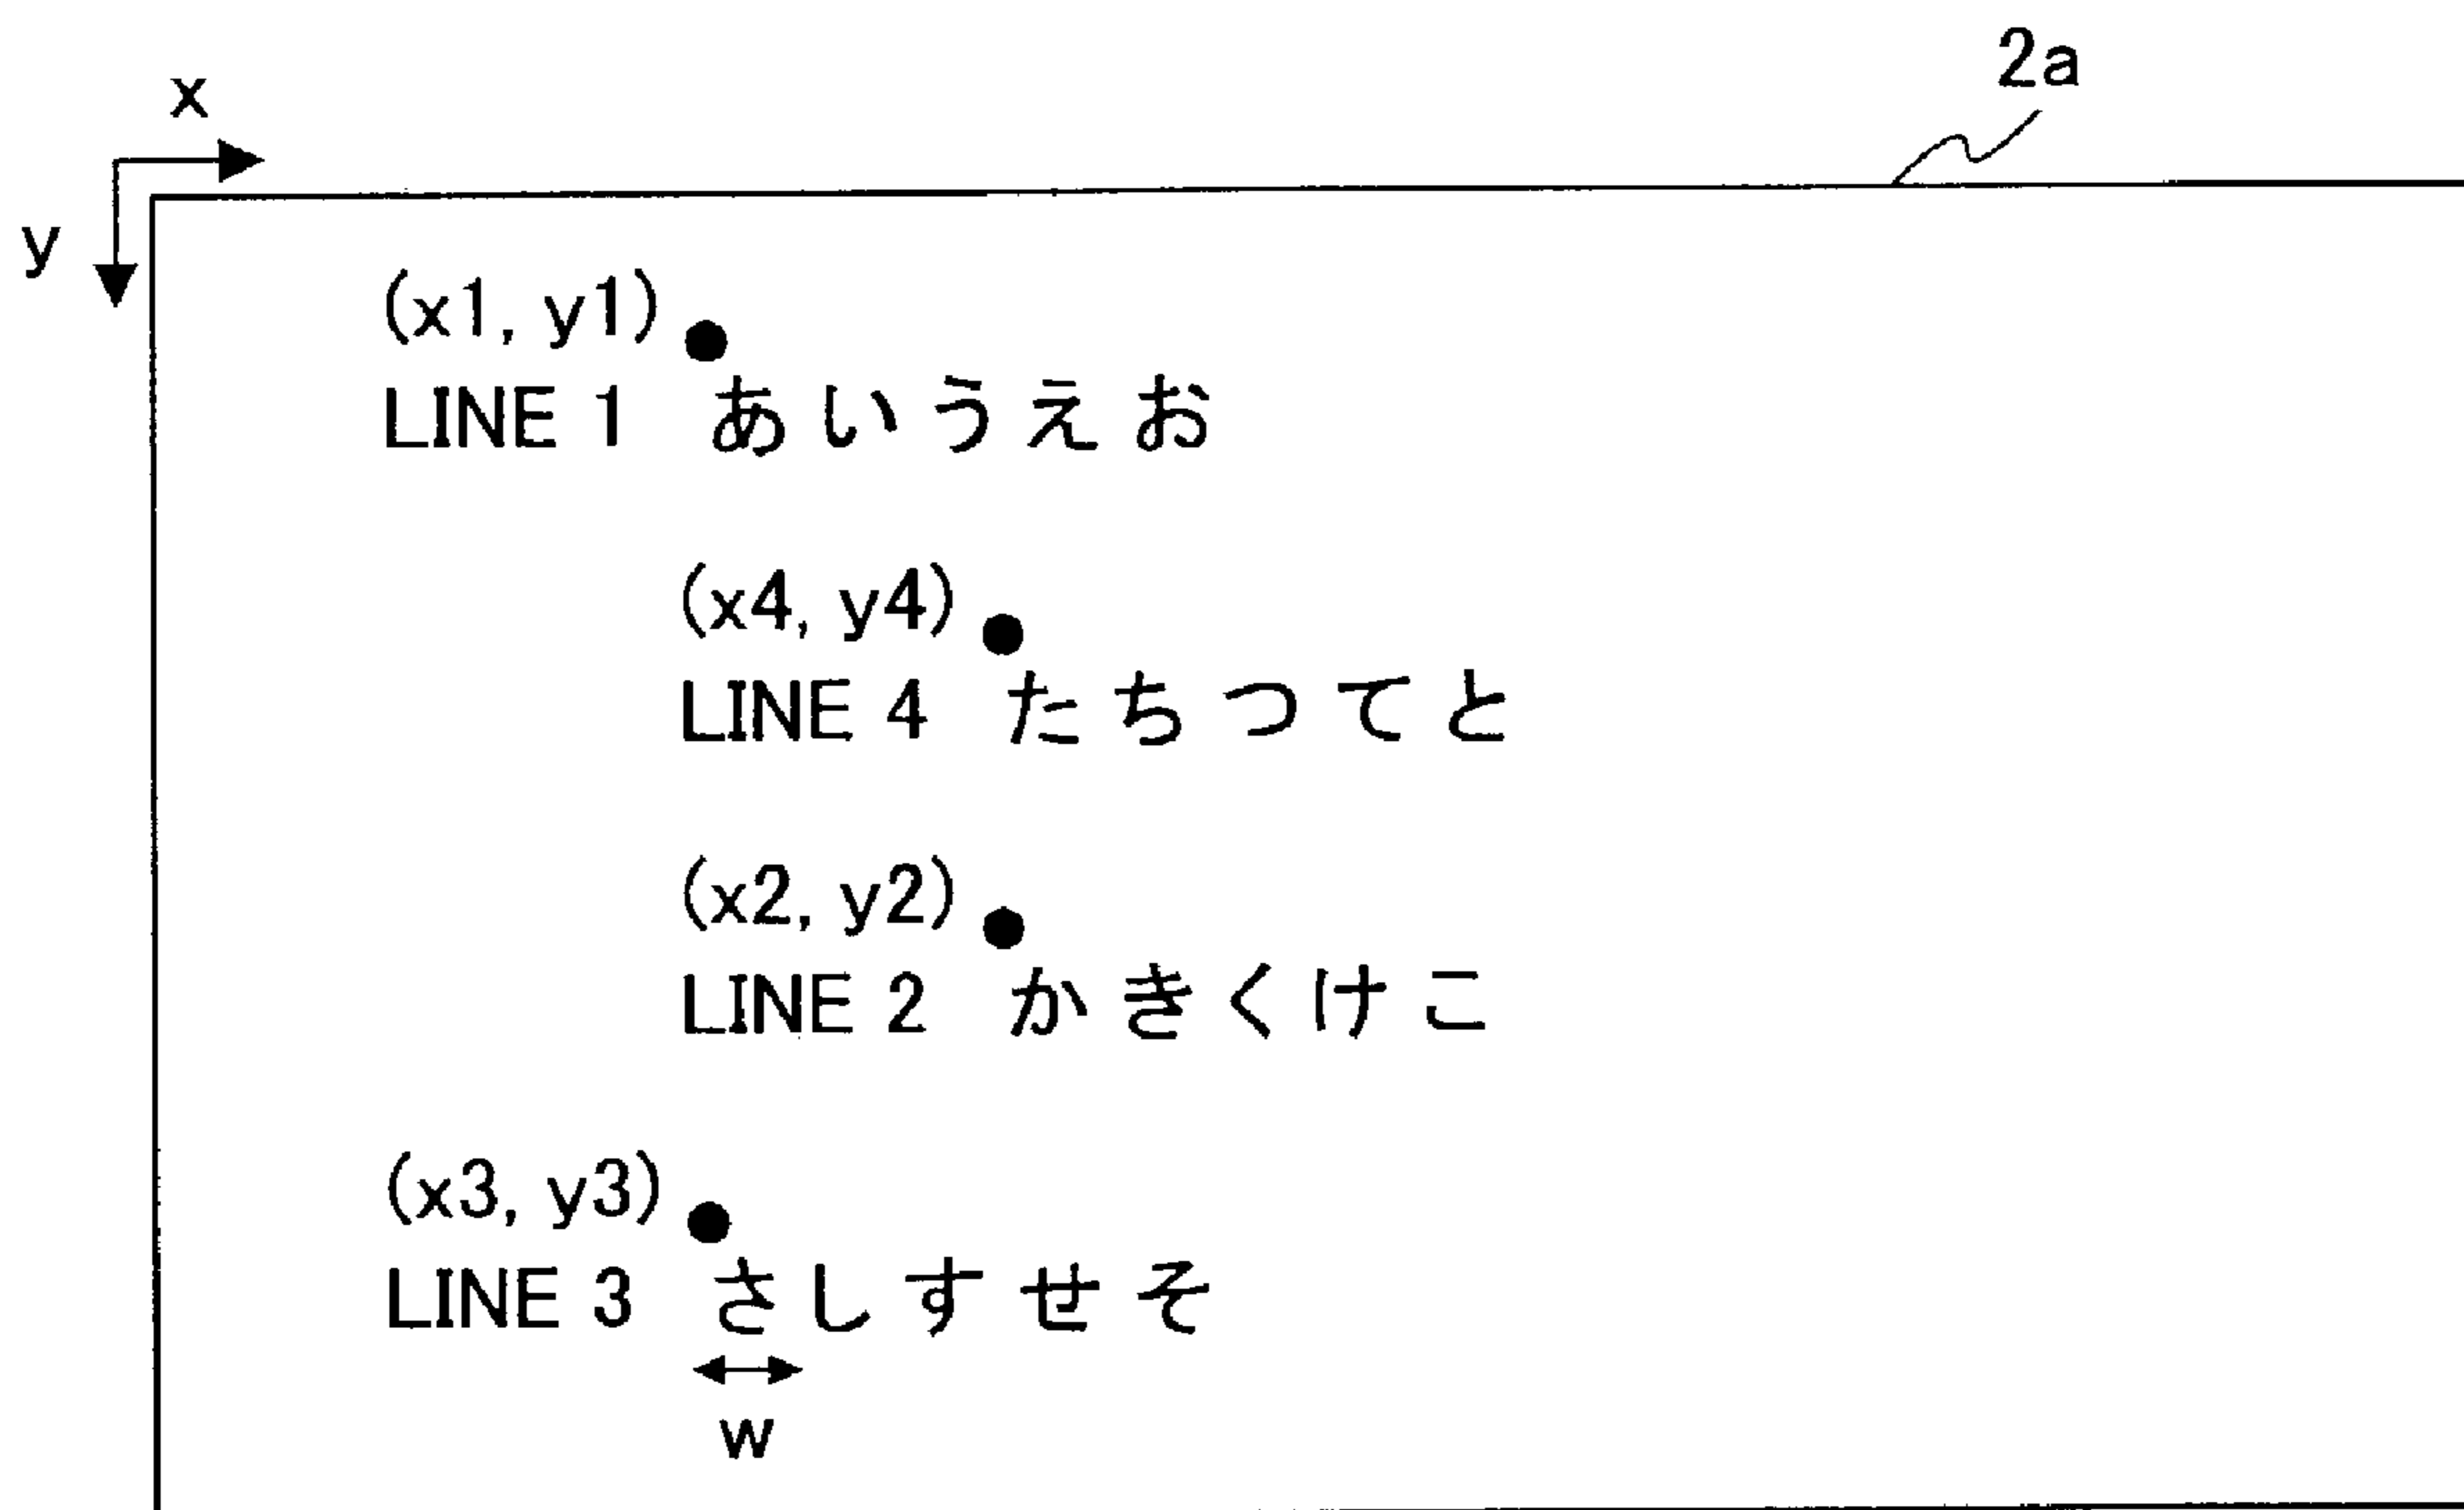 2a
x
y
(x1, y1)
LINE 1 あいうえお
(x4, y4)
LINE 4 たちつてと
(x2, y2)
LINE 2 かきくけこ
(x3, y3)
LINE 3 さしすせそ
w